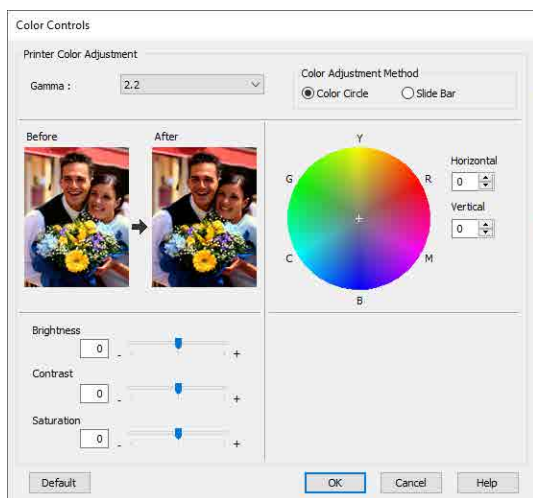 Color Controls
Printer Color Adjustment
Gamma : 2.2
Color Adjustment Method
Color Circle Slide Bar
Before After
Y
G R
C M
B
Horizontal
0
Vertical
0
Brightness
0 - +
Contrast
0 - +
Saturation
0 - +
Default OK Cancel Help